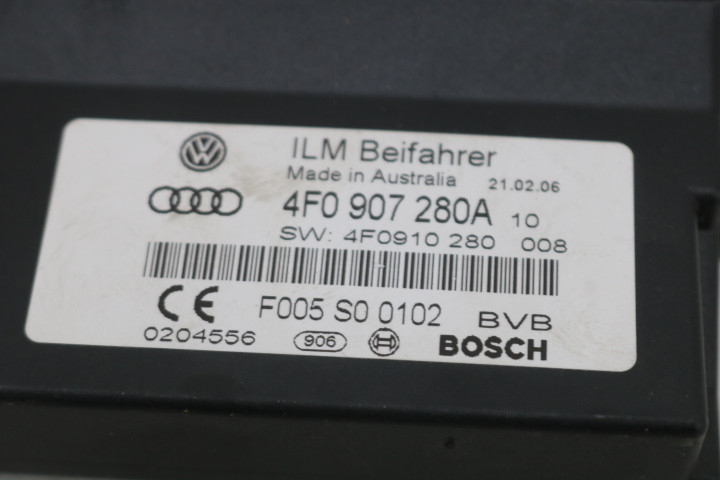 ILM Beifahrer
Made in Australia 21.02.06
4F0 907 280A 10
SW: 4F0910 280 008
CE F005 S0 0102 BVB
0204556 906 BOSCH